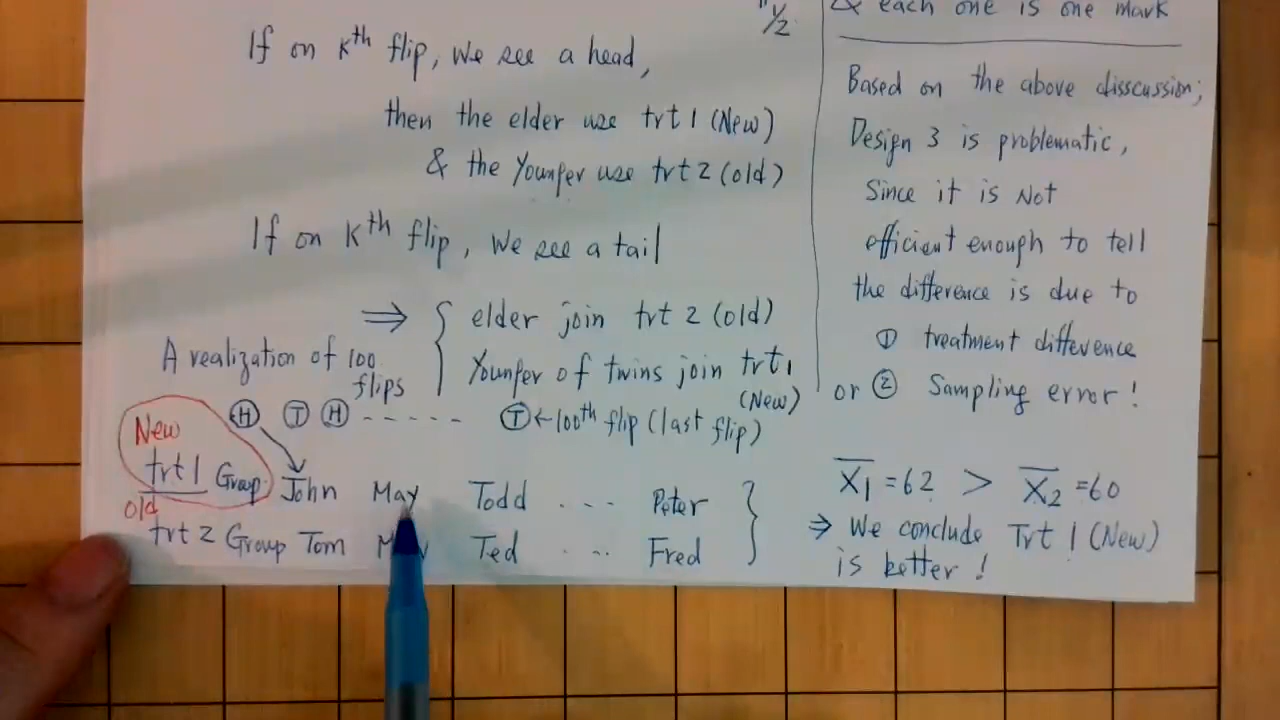 1/2
If on kth flip, We see a head,
then the elder use trt 1 (New)
& the Younger use trt 2 (old)
If on kth flip, We see a tail
⇒ { elder join trt 2 (old)
Younger of twins join trt1
(New)
A realization of 100
flips
H T H ------ T ← 100th flip (last flip)
New
trt1 Group John May Todd ... Peter
old
trt 2 Group Tom Ted ... Fred
& each one is one mark
Based on the above disscussion;
Design 3 is problematic,
Since it is Not
efficient enough to tell
the difference is due to
① treatment difference
or ② Sampling error!
X̅1 = 62 > X̅2 = 60
⇒ We conclude Trt 1 (New)
is better!